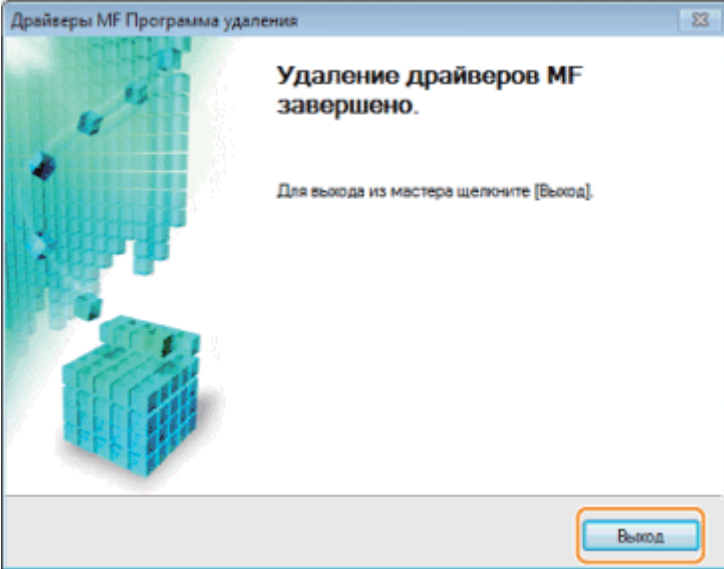 Драйверы MF Программа удаления
Удаление драйверов MF
завершено.
Для выхода из мастера щелкните [Выход].
Выход